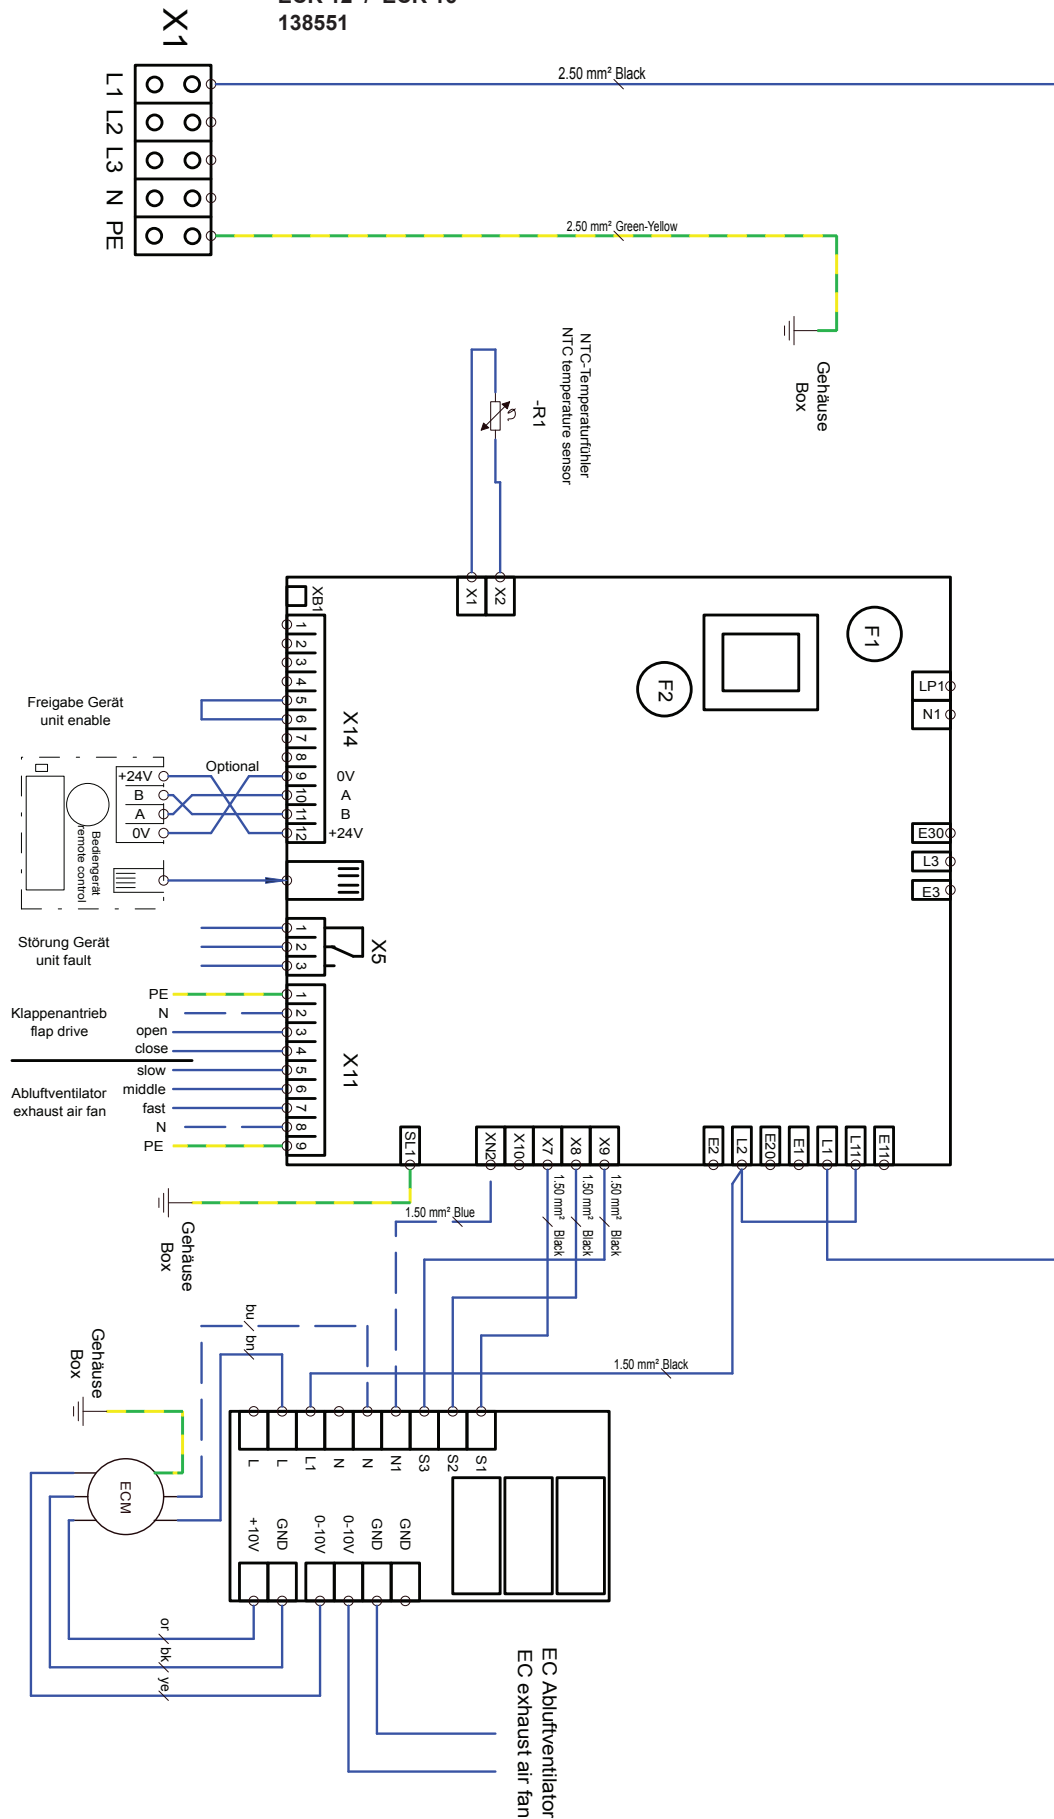 138551
X1
L1
L2
L3
N
PE
2.50 mm² Black
2.50 mm² Green-Yellow
Gehäuse
Box
NTC-Temperaturfühler
NTC temperature sensor
-R1
X1
X2
F1
F2
LP1
N1
E30
L3
E3
XB1
1
2
3
4
5
6
7
8
9
10
11
12
X14
0V
A
B
+24V
Freigabe Gerät
unit enable
Optional
+24V
B
A
0V
Bediengerät
remote control
Störung Gerät
unit fault
1
2
3
X5
Klappenantrieb
flap drive
PE
N
open
close
Abluftventilator
exhaust air fan
slow
middle
fast
N
PE
1
2
3
4
5
6
7
8
9
X11
SL1
XN2
X10
X7
X8
X9
E2
L2
E20
E1
L1
L11
E11
Gehäuse
Box
1.50 mm² Blue
1.50 mm² Black
1.50 mm² Black
1.50 mm² Black
1.50 mm² Black
bu
bn
Gehäuse
Box
ECM
L
L
L1
N
N
N1
S3
S2
S1
+10V
GND
0-10V
0-10V
GND
GND
or
bk
ye
EC Abluftventilator
EC exhaust air fan